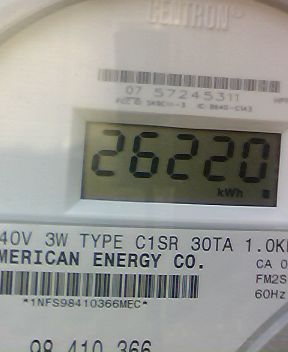 CENTRON®
07 57245311
26220
kWh
40V 3W TYPE C1SR 30TA 1.0K
MERICAN ENERGY CO.
CA 0
FM2S
60Hz
*1NFS98410366MEC*
98 410 366